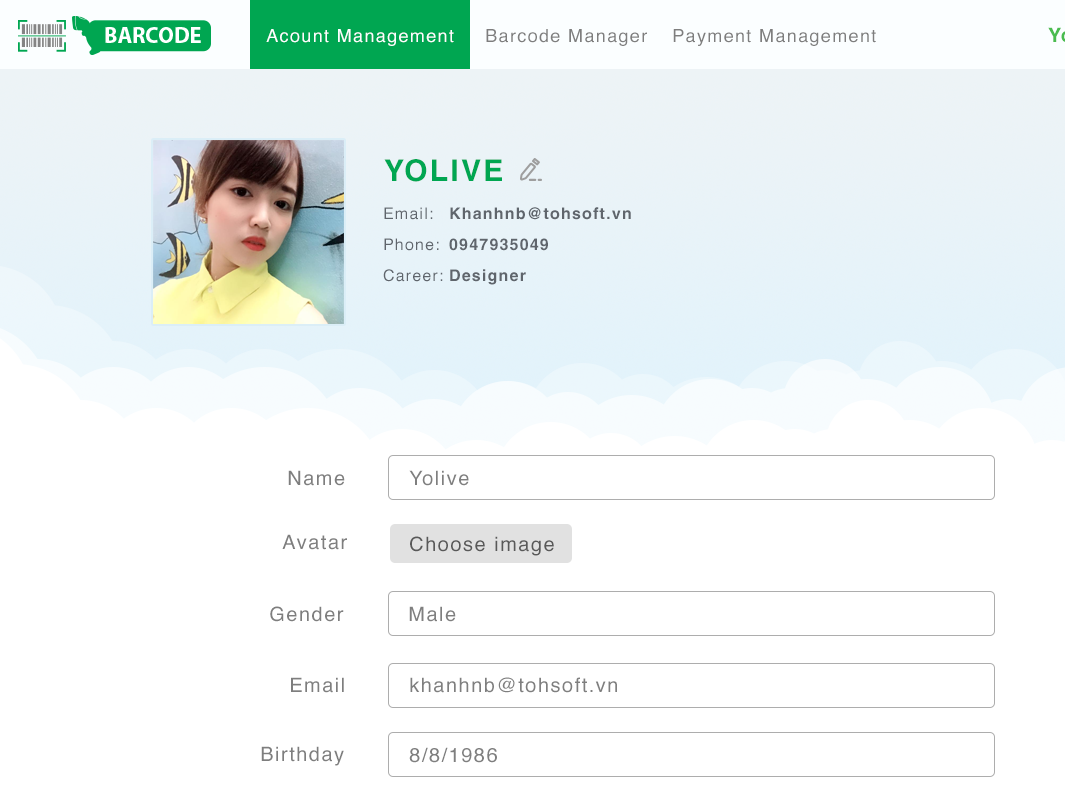 BARCODE
Acount Management Barcode Manager Payment Management
YOLIVE
Email: Khanhnb@tohsoft.vn
Phone: 0947935049
Career: Designer
Name Yolive
Avatar Choose image
Gender Male
Email khanhnb@tohsoft.vn
Birthday 8/8/1986